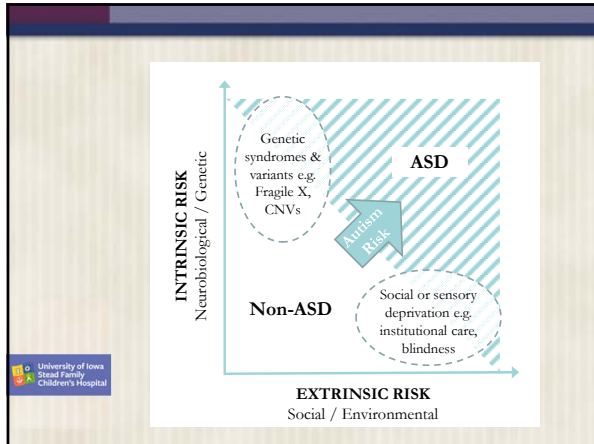 Genetic
syndromes &
variants e.g.
Fragile X,
CNVs
ASD
Autism
Risk
INTRINSIC RISK
Neurobiological / Genetic
Non-ASD
Social or sensory
deprivation e.g.
institutional care,
blindness
University of Iowa
Stead Family
Children's Hospital
EXTRINSIC RISK
Social / Environmental